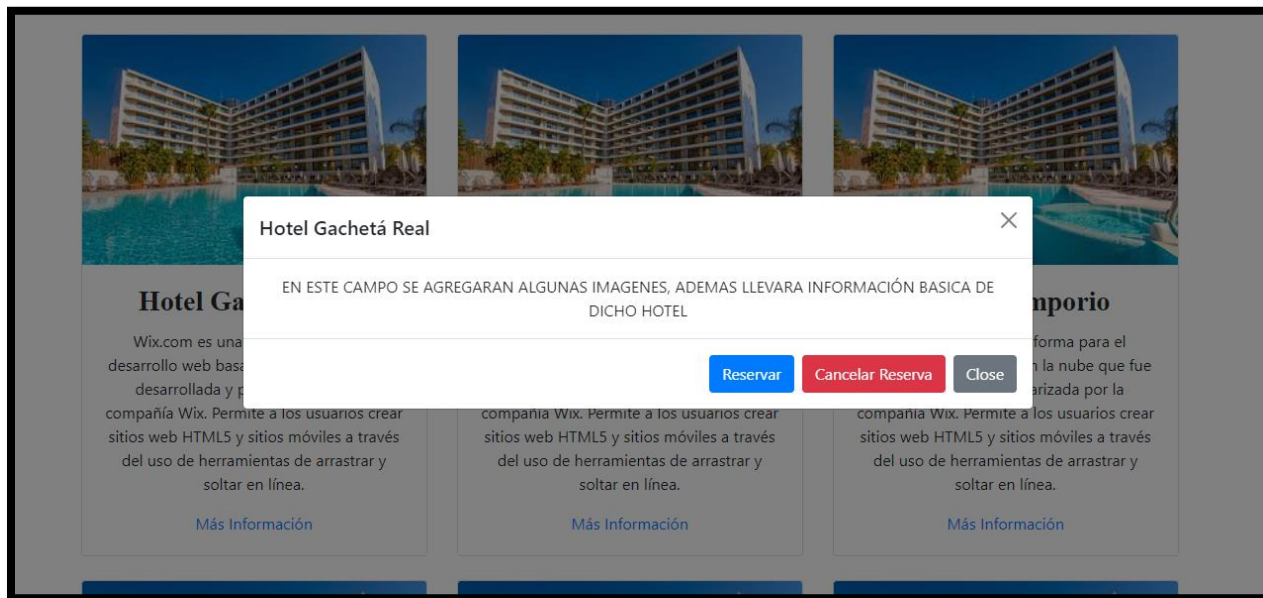 Hotel Gachetá Real
EN ESTE CAMPO SE AGREGARAN ALGUNAS IMAGENES, ADEMAS LLEVARA INFORMACIÓN BASICA DE
DICHO HOTEL
Reservar
Cancelar Reserva
Close
Hotel
Wix.com es una
desarrollo web
desarrollada y
compañía Wix. Permite a los usuarios crear
sitios web HTML5 y sitios móviles a través
del uso de herramientas de arrastrar y
soltar en línea.
Más Información
compañía Wix. Permite a los usuarios crear
sitios web HTML5 y sitios móviles a través
del uso de herramientas de arrastrar y
soltar en línea.
Más Información
forma para el
la nube que fue
por la
compañía Wix. Permite a los usuarios crear
sitios web HTML5 y sitios móviles a través
del uso de herramientas de arrastrar y
soltar en línea.
Más Información